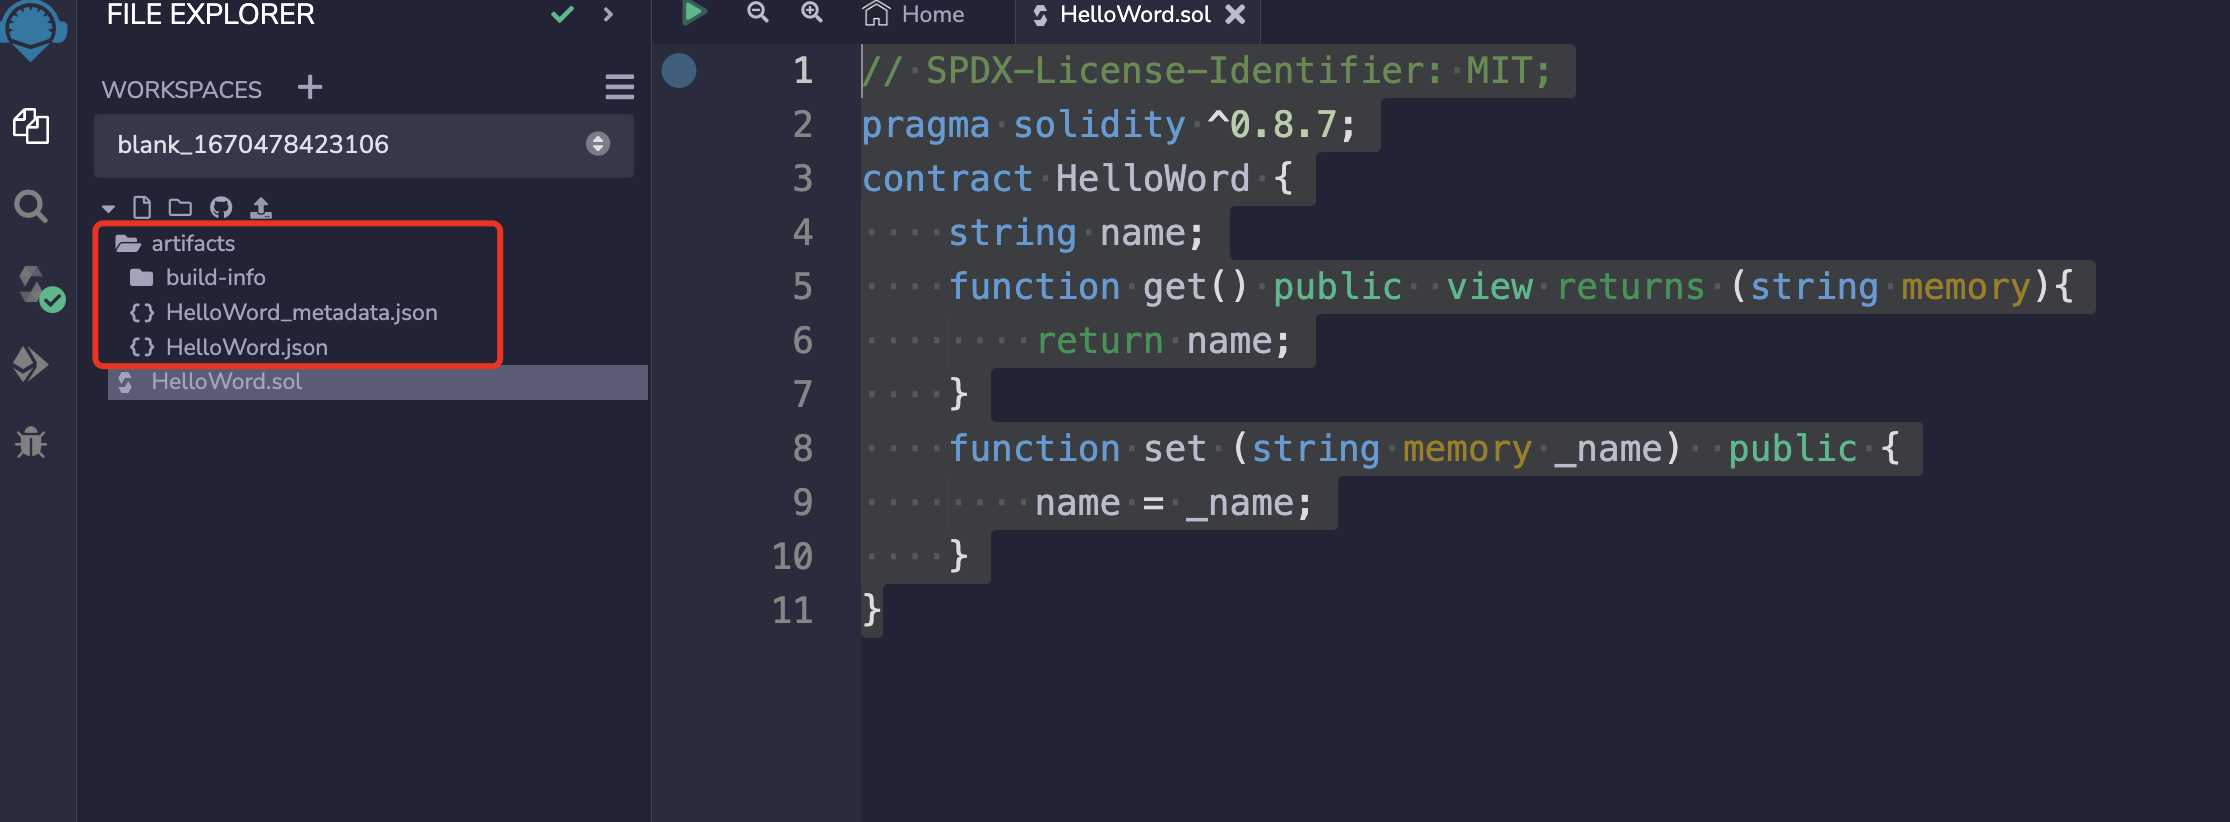 FILE EXPLORER
WORKSPACES
blank_1670478423106
artifacts
build-info
HelloWord_metadata.json
HelloWord.json
HelloWord.sol
Home
HelloWord.sol
1 // SPDX-License-Identifier: MIT;
2 pragma solidity ^0.8.7;
3 contract HelloWord {
4     string name;
5     function get() public  view returns (string memory){
6         return name;
7     }
8     function set (string memory _name)  public {
9         name = _name;
10     }
11 }